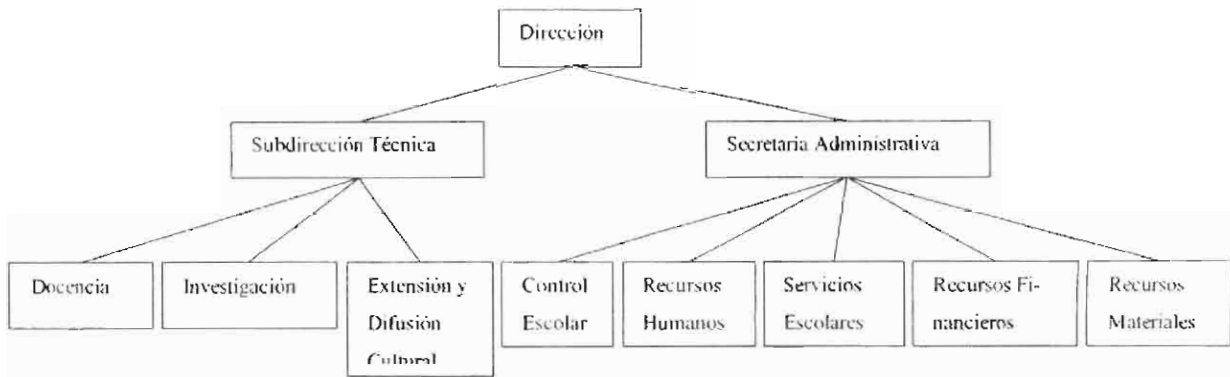 Dirección
Subdirección Técnica
Secretaria Administrativa
Docencia
Investigación
Extensión y
Difusión
Cultural
Control
Escolar
Recursos
Humanos
Servicios
Escolares
Recursos Fi-
nancieros
Recursos
Materiales